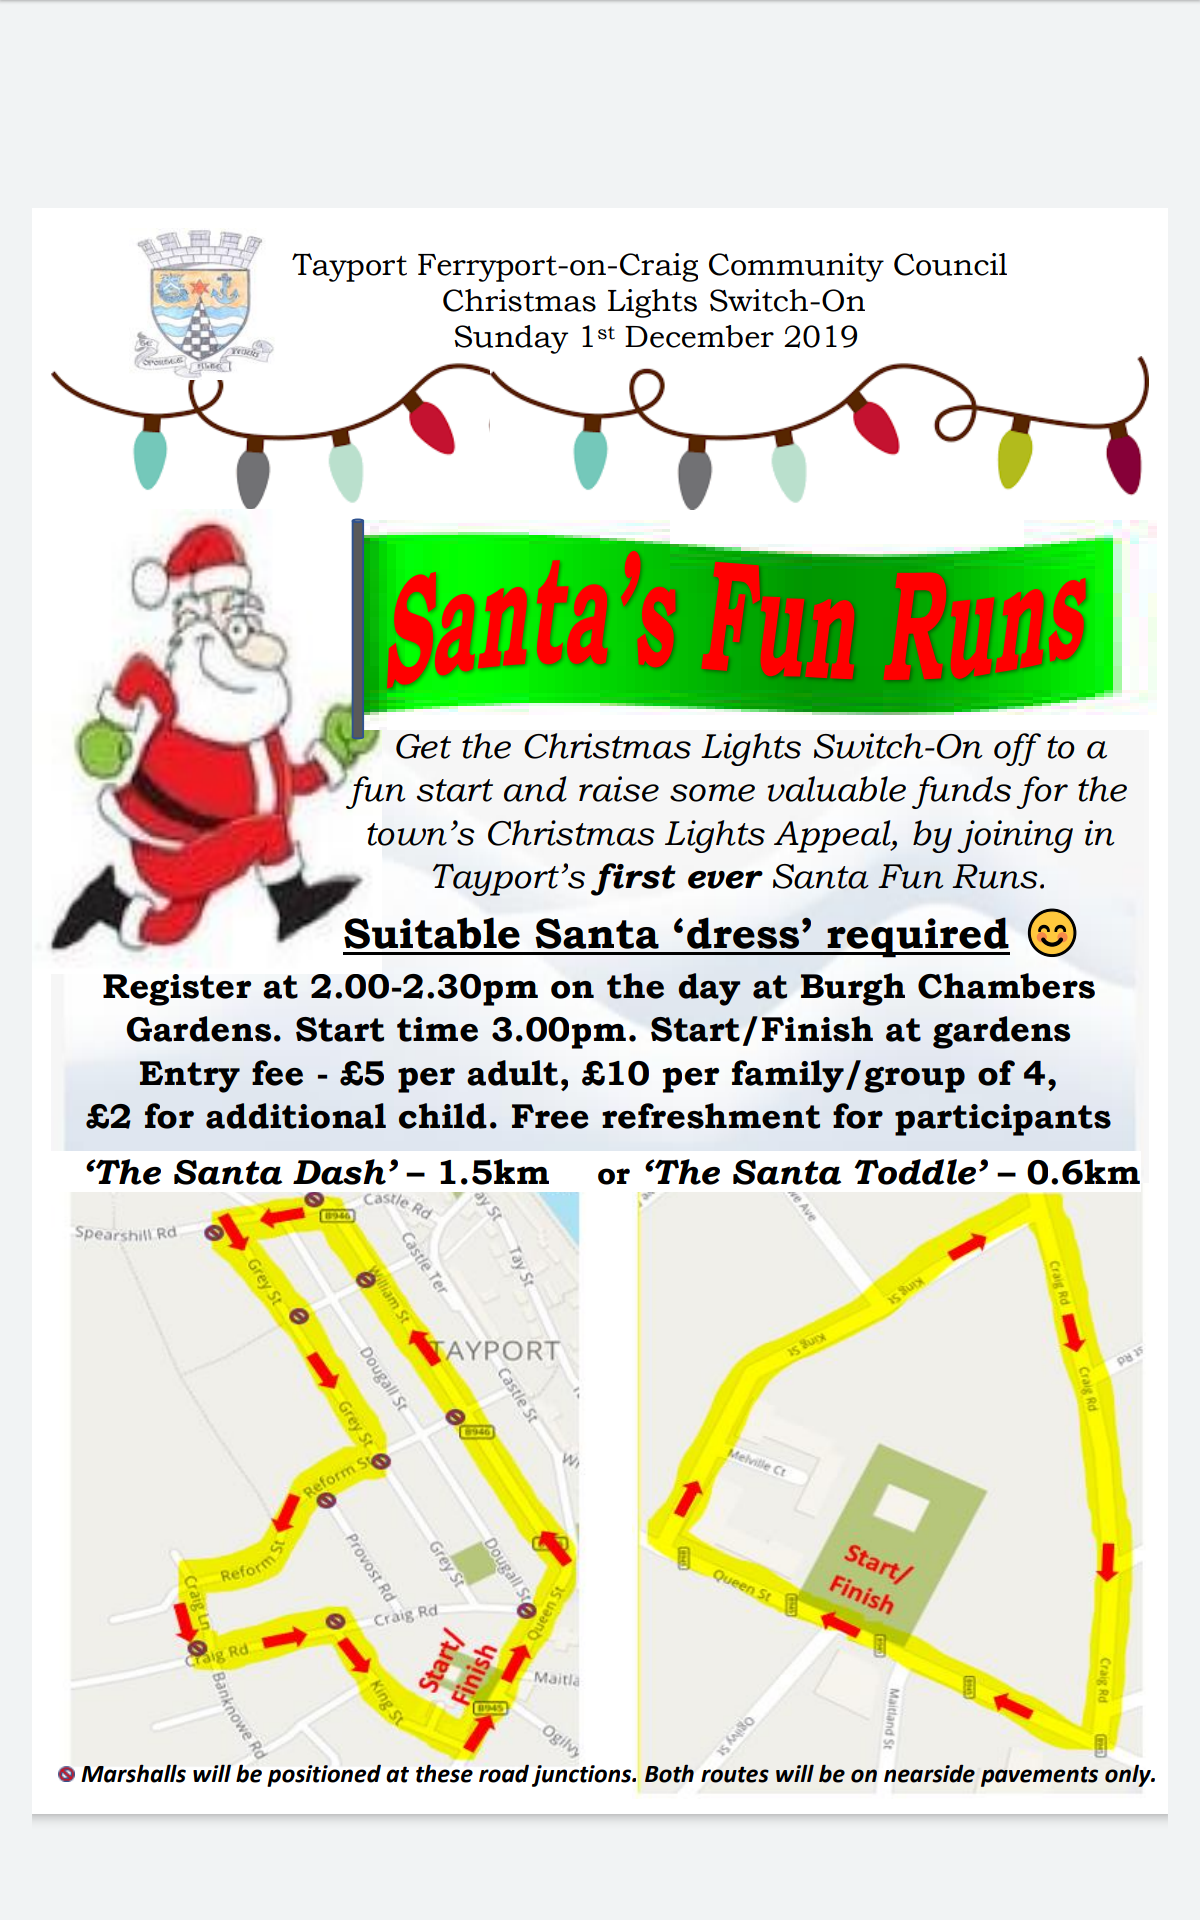 Tayport Ferryport-on-Craig Community Council
Christmas Lights Switch-On
Sunday 1st December 2019
Santa's Fun Runs
Get the Christmas Lights Switch-On off to a
fun start and raise some valuable funds for the
town's Christmas Lights Appeal, by joining in
Tayport's first ever Santa Fun Runs.
Suitable Santa 'dress' required
Register at 2.00-2.30pm on the day at Burgh Chambers
Gardens. Start time 3.00pm. Start/Finish at gardens
Entry fee - £5 per adult, £10 per family/group of 4,
£2 for additional child. Free refreshment for participants
'The Santa Dash' – 1.5km or 'The Santa Toddle' – 0.6km
Castle Rd
B946
Spearshill Rd
Castle Ter
Tay St
Grey St
William St
TAYPORT
Dougall St
Castle St
Grey St
B946
Reform St
Reform St
Provost Rd
Grey St
Dougall St
Queen St
Craig Ln
Craig Rd
Craig Rd
Start/
Finish
King St
Banknowe Rd
B945
Ogilvy
King St
King St
Craig Rd
Craig Rd
Melville Ct
Queen St
Start/
Finish
Craig Rd
Maitland St
Ogilvy St
Marshalls will be positioned at these road junctions. Both routes will be on nearside pavements only.